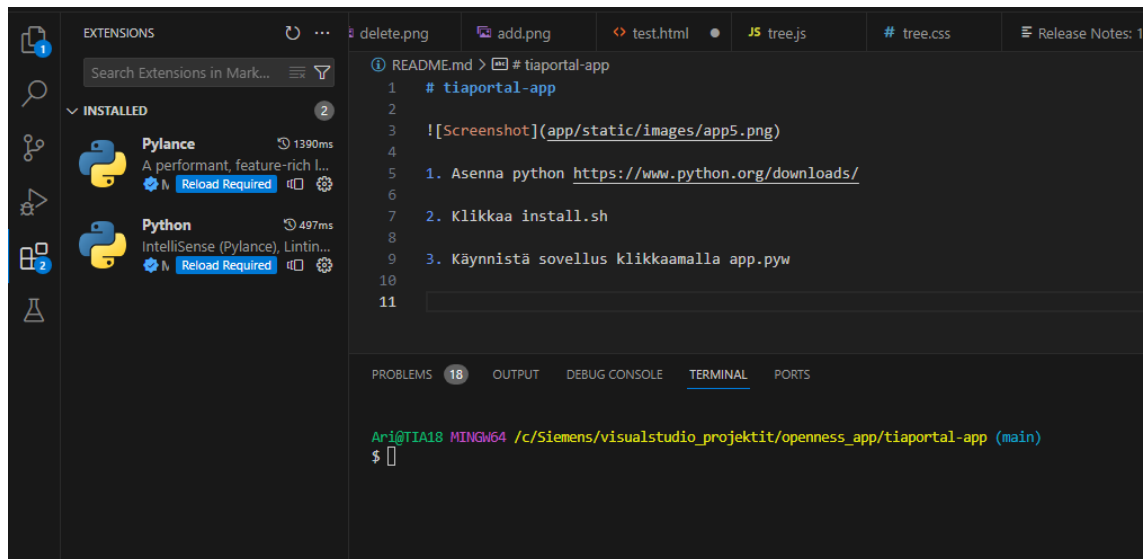 EXTENSIONS
Search Extensions in Mark...
INSTALLED 2
Pylance 1390ms
A performant, feature-rich l...
Reload Required
Python 497ms
IntelliSense (Pylance), Lintin...
Reload Required
1
2
delete.png add.png <> test.html JS tree.js # tree.css Release Notes: 1
README.md > # tiaportal-app
1 # tiaportal-app
2
3 ![Screenshot](app/static/images/app5.png)
4
5 1. Asenna python https://www.python.org/downloads/
6
7 2. Klikkaa install.sh
8
9 3. Käynnistä sovellus klikkaamalla app.pyw
10
11
PROBLEMS 18 OUTPUT DEBUG CONSOLE TERMINAL PORTS
Ari@TIA18 MINGW64 /c/Siemens/visualstudio_projektit/openness_app/tiaportal-app (main)
$